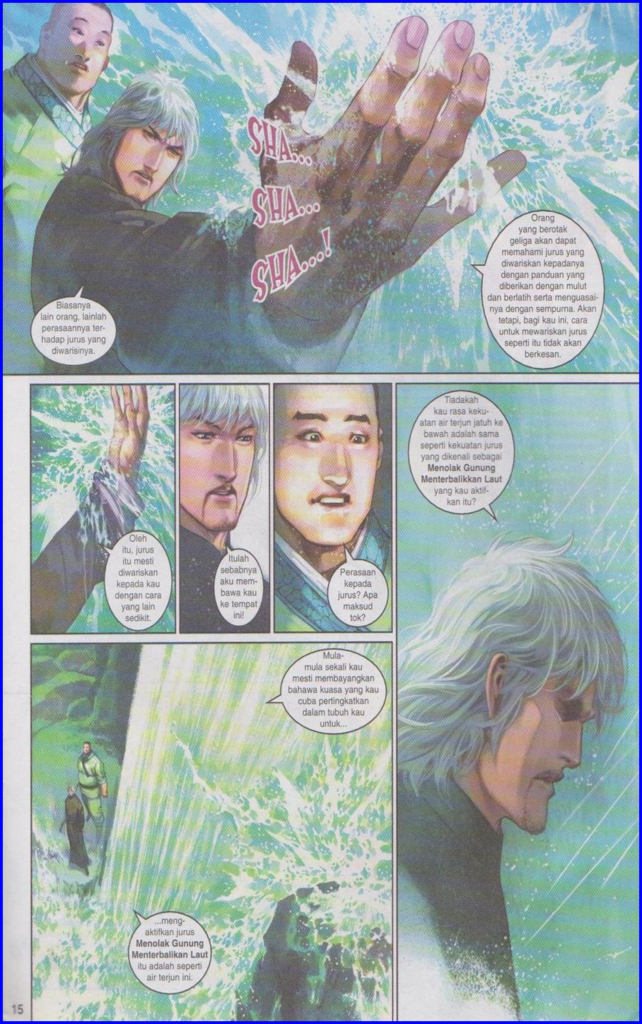 SHA...
SHA...
SHA...!
Orang
yang berotak
geliga akan dapat
memahami jurus yang
diwariskan kepadanya
dengan panduan yang
diberikan dengan mulut
dan berlatih serta menguasai-
nya dengan sempurna. Akan
tetapi, bagi kau ini, cara
untuk mewariskan jurus
seperti itu tidak akan
berkesan.
Biasanya
lain orang, lainlah
perasaannya ter-
hadap jurus yang
diwarisinya.
Oleh
itu, jurus
itu mesti
diwariskan
kepada kau
dengan cara
yang lain
sedikit.
Itulah
sebabnya
aku mem-
bawa kau
ke tempat
ini!
Perasaan
kepada
jurus? Apa
maksud
tok?
Tiadakah
kau rasa keku-
atan air terjun jatuh ke
bawah adalah sama
seperti kekuatan jurus
yang dikenali sebagai
Menolak Gunung
Menterbalikkan Laut
yang kau aktif-
kan itu?
Mula-
mula sekali kau
mesti membayangkan
bahawa kuasa yang kau
cuba pertingkatkan
dalam tubuh kau
untuk...
...meng-
aktifkan jurus
Menolak Gunung
Menterbalikan Laut
itu adalah seperti
air terjun ini.
15